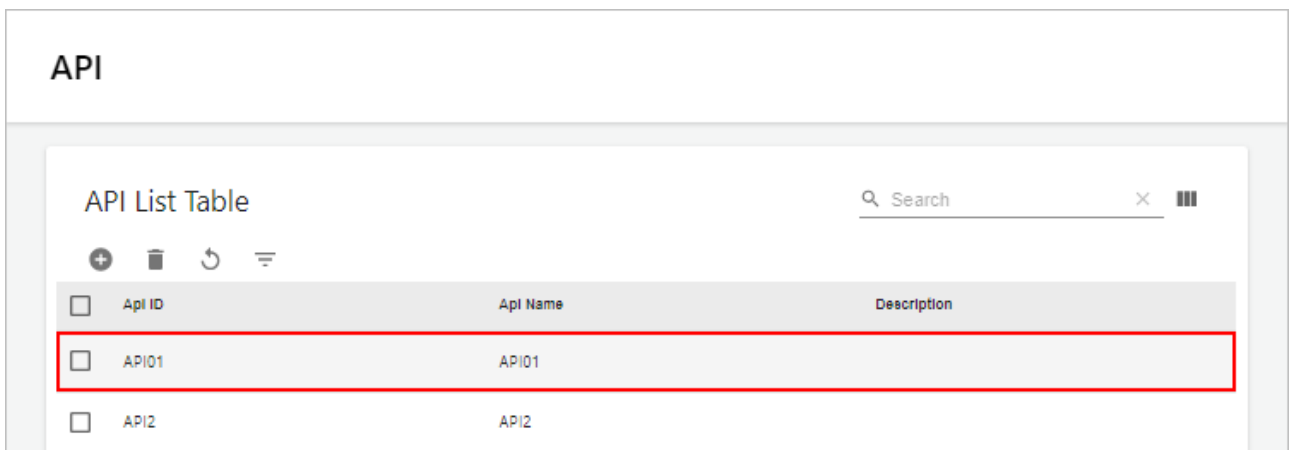 API
API List Table
Search
Api ID Api Name Description
API01 API01
API2 API2